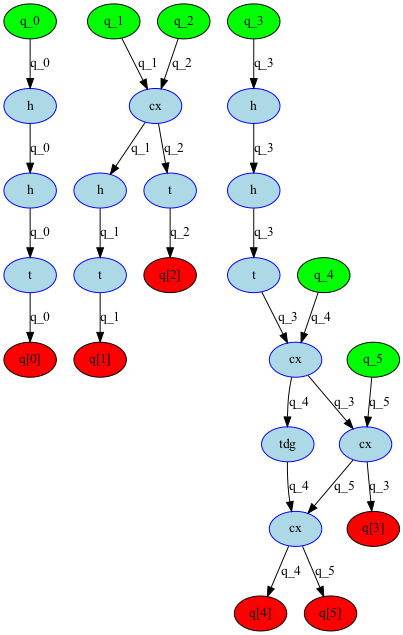 q_0 q_1 q_2 q_3
q_0 q_1 q_2 q_3
h cx h
q_0 q_1 q_2 q_3
h h t h
q_0 q_1 q_2 q_3
t t q[2] t q_4
q_0 q_1 q_3 q_4
q[0] q[1] cx q_5
q_4 q_3 q_5
tdg cx
q_4 q_5 q_3
cx q[3]
q_4 q_5
q[4] q[5]